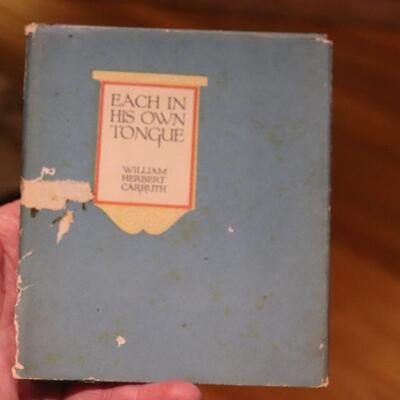 EACH IN
HIS OWN
TONGUE
WILLIAM
HERBERT
CARRUTH